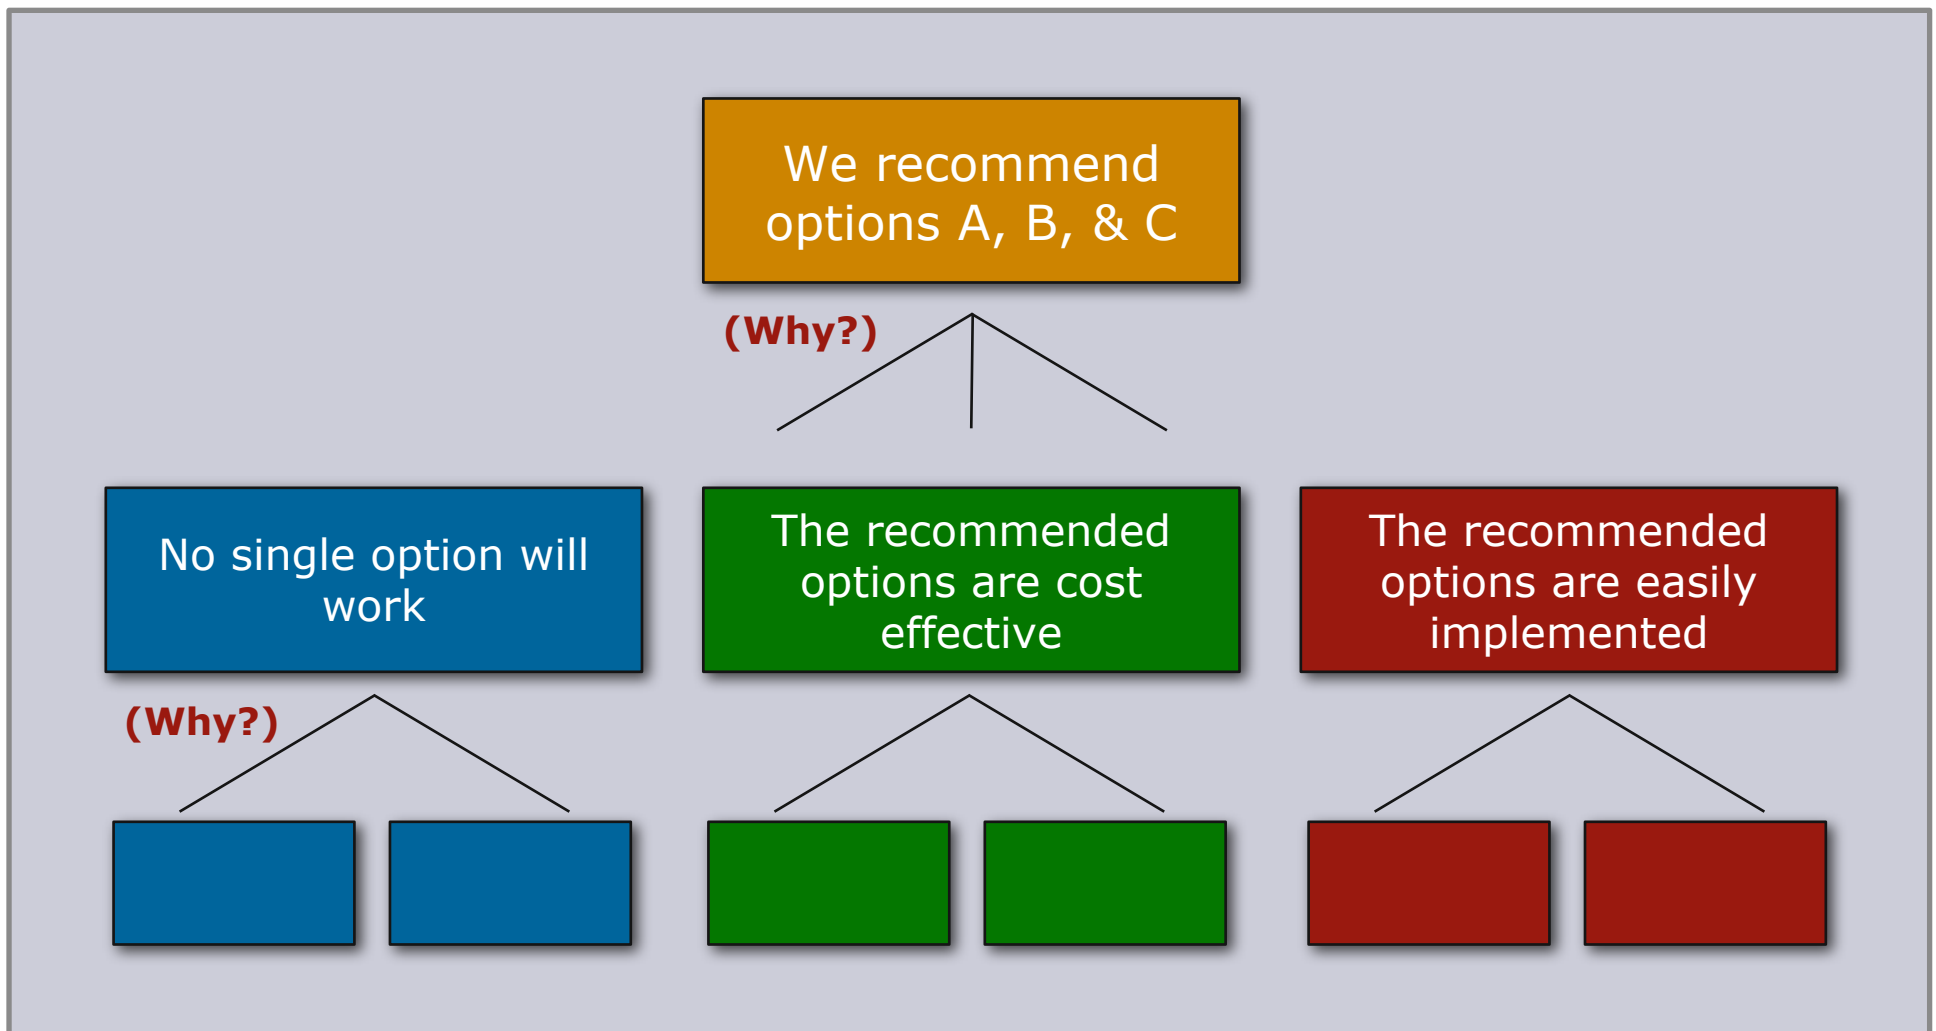 We recommend
options A, B, & C
(Why?)
No single option will
work
The recommended
options are cost
effective
The recommended
options are easily
implemented
(Why?)